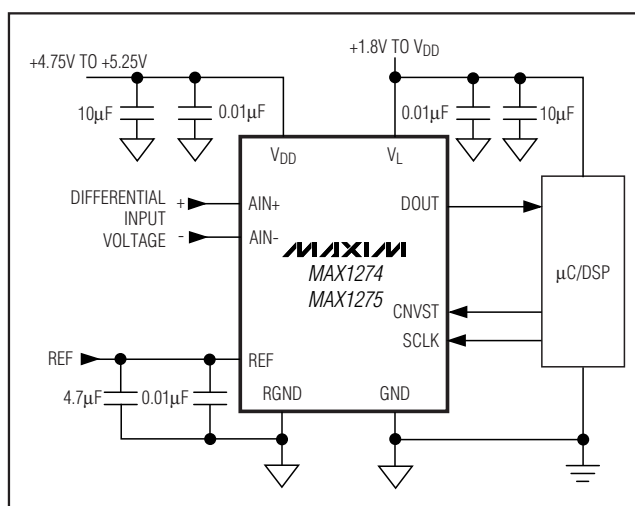 +4.75V TO +5.25V
+1.8V TO VDD
10µF
0.01µF
0.01µF
10µF
VDD
VL
DIFFERENTIAL
INPUT
VOLTAGE
+
-
AIN+
AIN-
DOUT
MAXIM
MAX1274
MAX1275
µC/DSP
CNVST
SCLK
REF
REF
4.7µF
0.01µF
RGND
GND